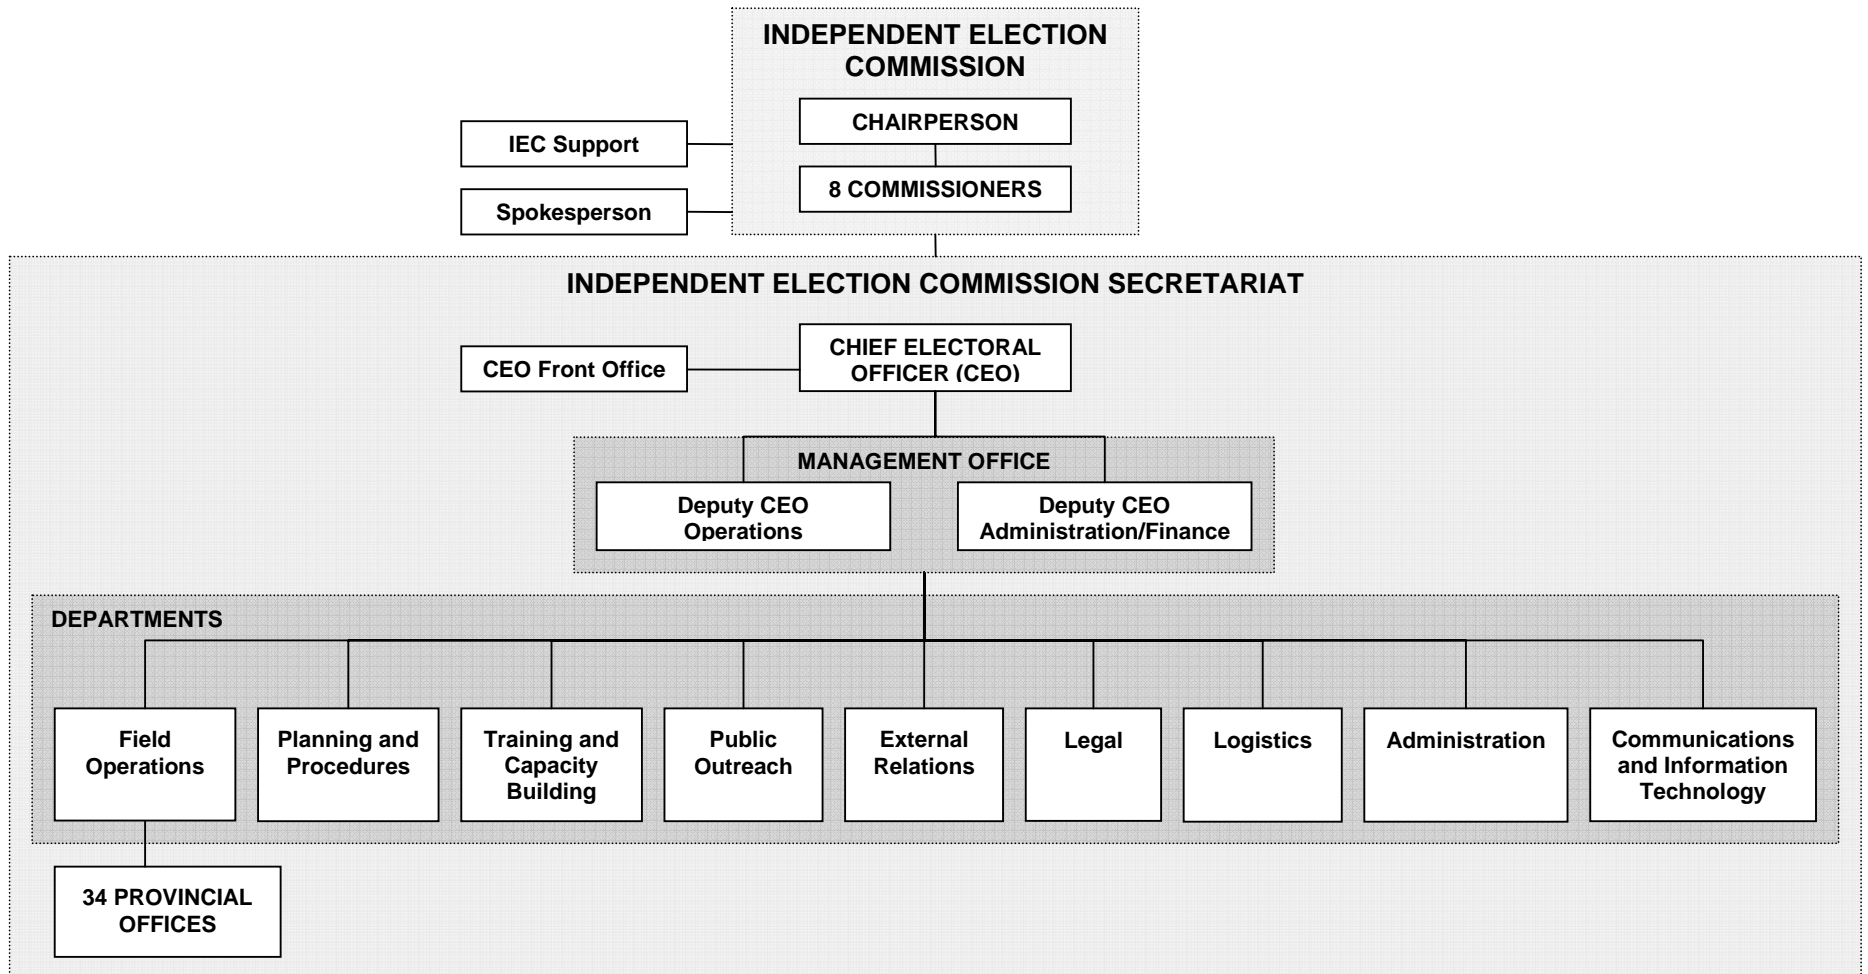 INDEPENDENT ELECTION
COMMISSION
CHAIRPERSON
IEC Support
8 COMMISSIONERS
Spokesperson
INDEPENDENT ELECTION COMMISSION SECRETARIAT
CHIEF ELECTORAL
OFFICER (CEO)
CEO Front Office
MANAGEMENT OFFICE
Deputy CEO
Operations
Deputy CEO
Administration/Finance
DEPARTMENTS
Field
Operations
Planning and
Procedures
Training and
Capacity
Building
Public
Outreach
External
Relations
Legal
Logistics
Administration
Communications
and Information
Technology
34 PROVINCIAL
OFFICES